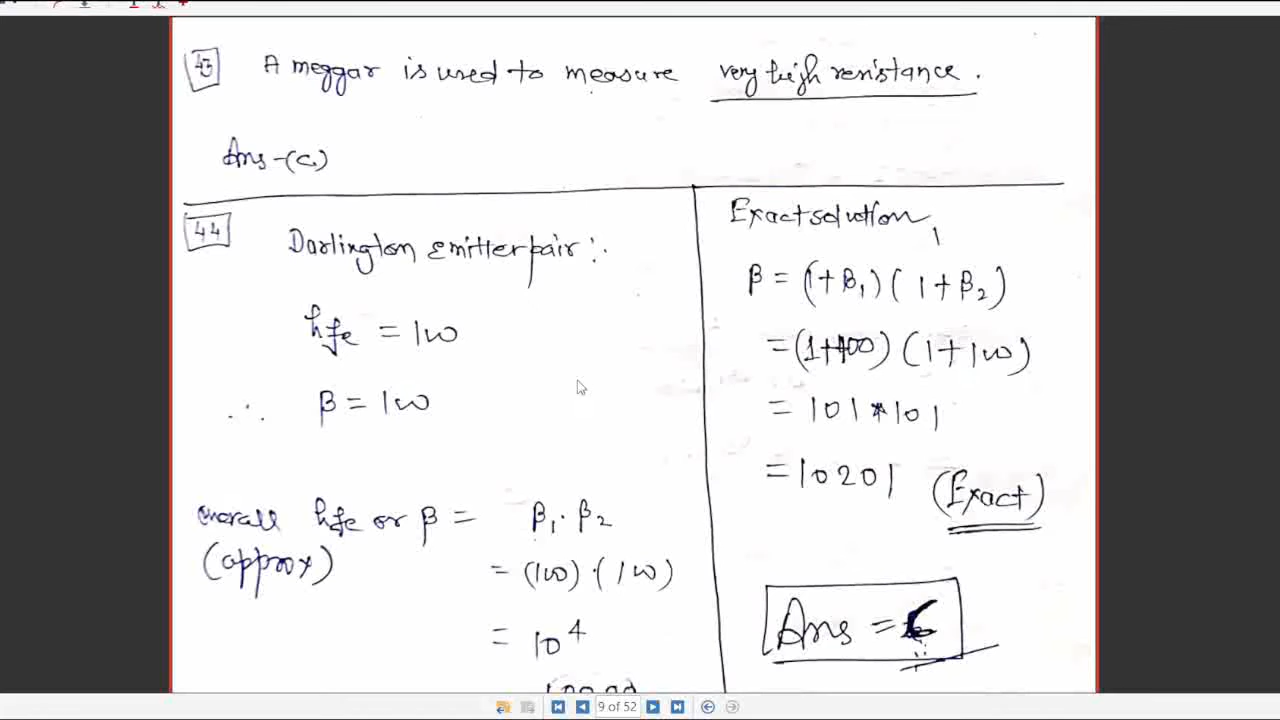 43 A meggar is used to measure very high resistance.
Ans -(c)
44 Darlington emitter pair :-
hfe = 100
∴ β = 100
overall hfe or β = β1 · β2
(approx)
= (100) · (100)
= 10^4
Exact solution,
β = (1+β1) (1+β2)
= (1+100) (1+100)
= 101 * 101
= 10201 (Exact)
Ans =
9 of 52